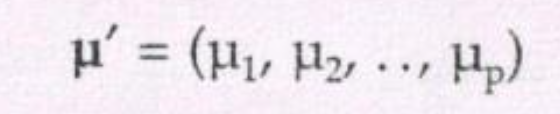 μ′ = (μ₁, μ₂, . ., μₚ)